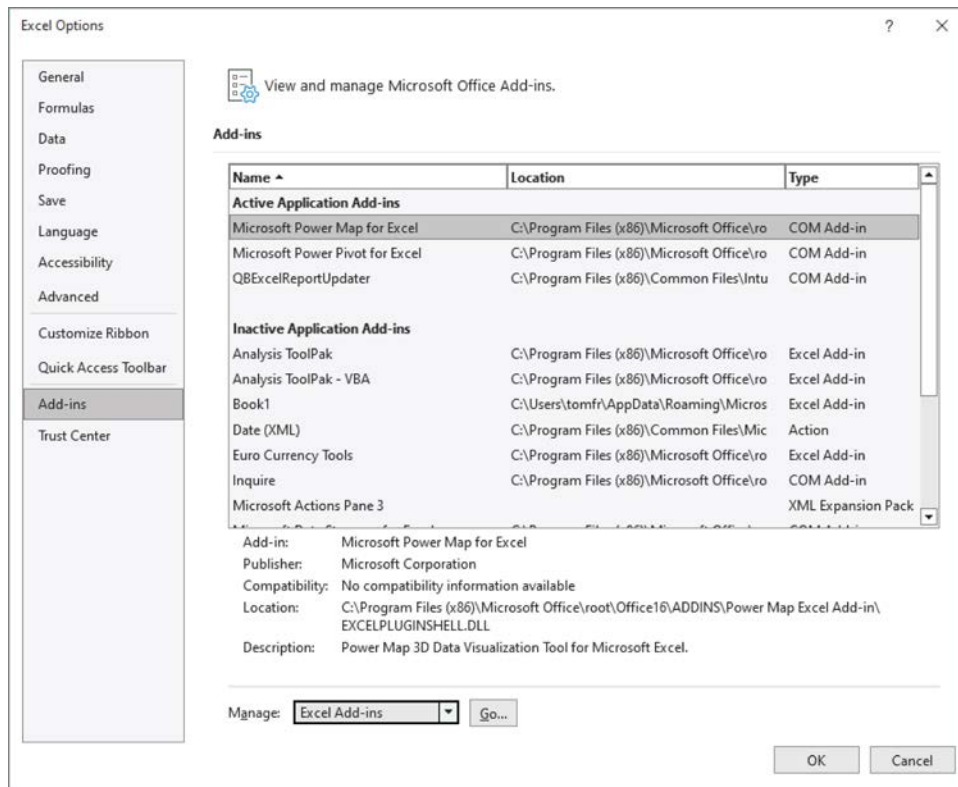 Excel Options
?
General
Formulas
Data
Proofing
Save
Language
Accessibility
Advanced
Customize Ribbon
Quick Access Toolbar
Add-ins
Trust Center
View and manage Microsoft Office Add-ins.
Add-ins
Name Location Type
Active Application Add-ins
Microsoft Power Map for Excel C:\Program Files (x86)\Microsoft Office\ro COM Add-in
Microsoft Power Pivot for Excel C:\Program Files (x86)\Microsoft Office\ro COM Add-in
QBExcelReportUpdater C:\Program Files (x86)\Common Files\Intu COM Add-in
Inactive Application Add-ins
Analysis ToolPak C:\Program Files (x86)\Microsoft Office\ro Excel Add-in
Analysis ToolPak - VBA C:\Program Files (x86)\Microsoft Office\ro Excel Add-in
Book1 C:\Users\tomfr\AppData\Roaming\Micros Excel Add-in
Date (XML) C:\Program Files (x86)\Common Files\Mic Action
Euro Currency Tools C:\Program Files (x86)\Microsoft Office\ro Excel Add-in
Inquire C:\Program Files (x86)\Microsoft Office\ro COM Add-in
Microsoft Actions Pane 3 XML Expansion Pack
Add-in: Microsoft Power Map for Excel
Publisher: Microsoft Corporation
Compatibility: No compatibility information available
Location: C:\Program Files (x86)\Microsoft Office\root\Office16\ADDINS\Power Map Excel Add-in\
EXCELPLUGINSHELL.DLL
Description: Power Map 3D Data Visualization Tool for Microsoft Excel.
Manage: Excel Add-ins Go...
OK Cancel